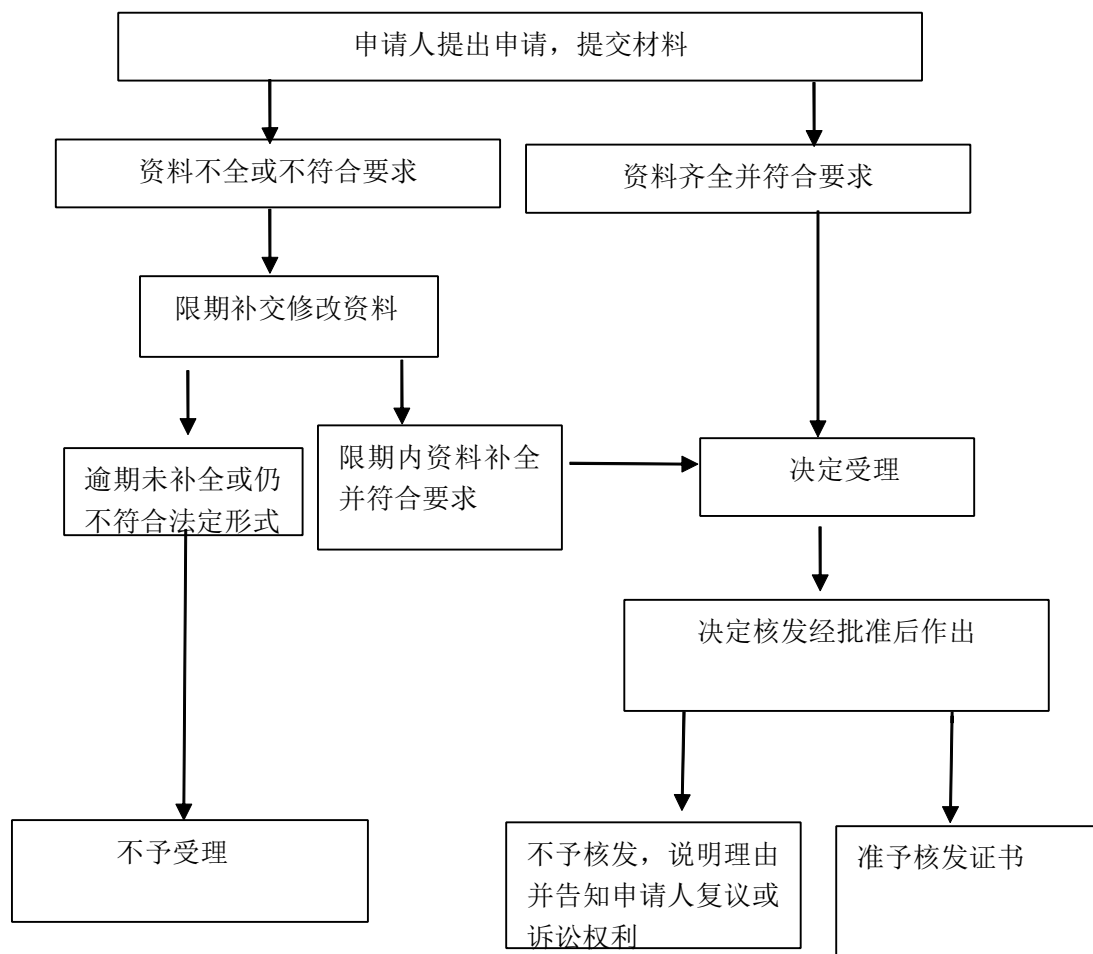 申请人提出申请，提交材料
资料不全或不符合要求
资料齐全并符合要求
限期补交修改资料
逾期未补全或仍
不符合法定形式
限期内资料补全
并符合要求
决定受理
决定核发经批准后作出
不予受理
不予核发，说明理由
并告知申请人复议或
诉讼权利
准予核发证书